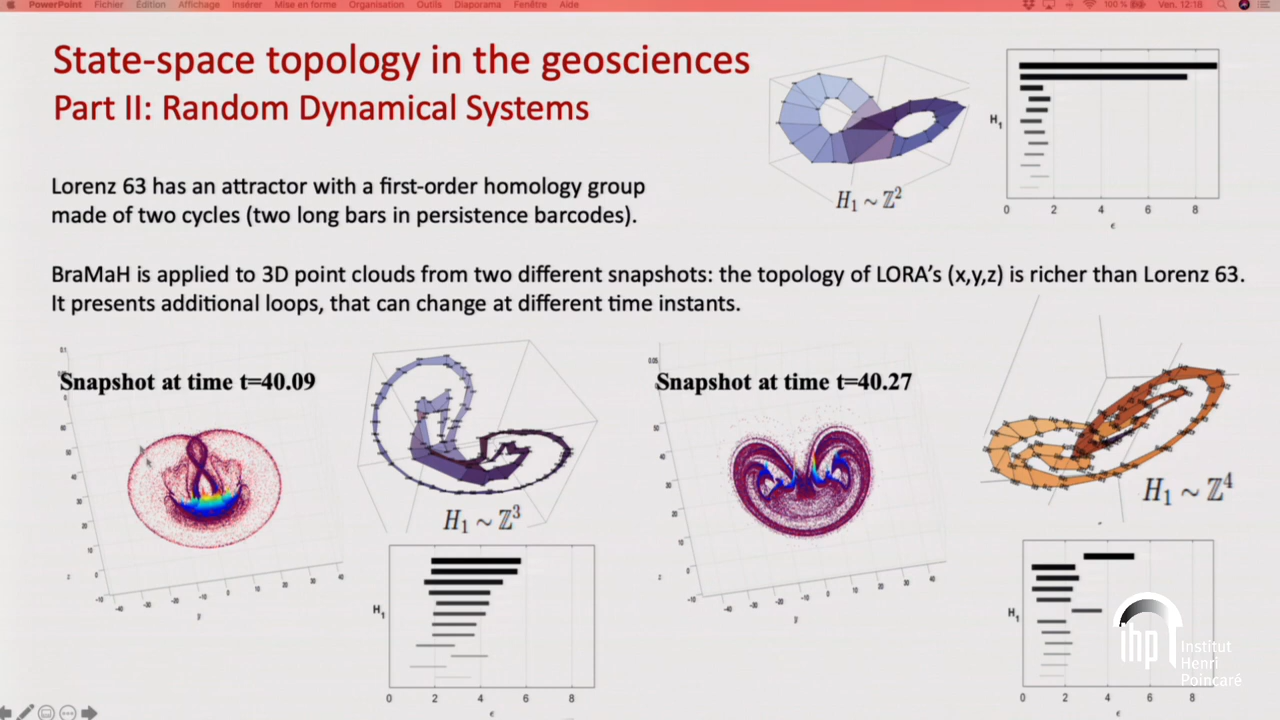 PowerPoint Fichier Édition Affichage Insérer Mise en forme Organisation Outils Diaporama Fenêtre Aide 100 % Ven. 12:18
State-space topology in the geosciences
Part II: Random Dynamical Systems
Lorenz 63 has an attractor with a first-order homology group
made of two cycles (two long bars in persistence barcodes).
H₁ ~ ℤ²
H₁
0 2 4 6 8
ϵ
BraMaH is applied to 3D point clouds from two different snapshots: the topology of LORA's (x,y,z) is richer than Lorenz 63.
It presents additional loops, that can change at different time instants.
Snapshot at time t=40.09
H₁ ~ ℤ³
H₁
0 2 4 6 8
ϵ
Snapshot at time t=40.27
H₁ ~ ℤ⁴
H₁
0 2 4 6 8
ϵ
ihp
Institut
Henri
Poincaré